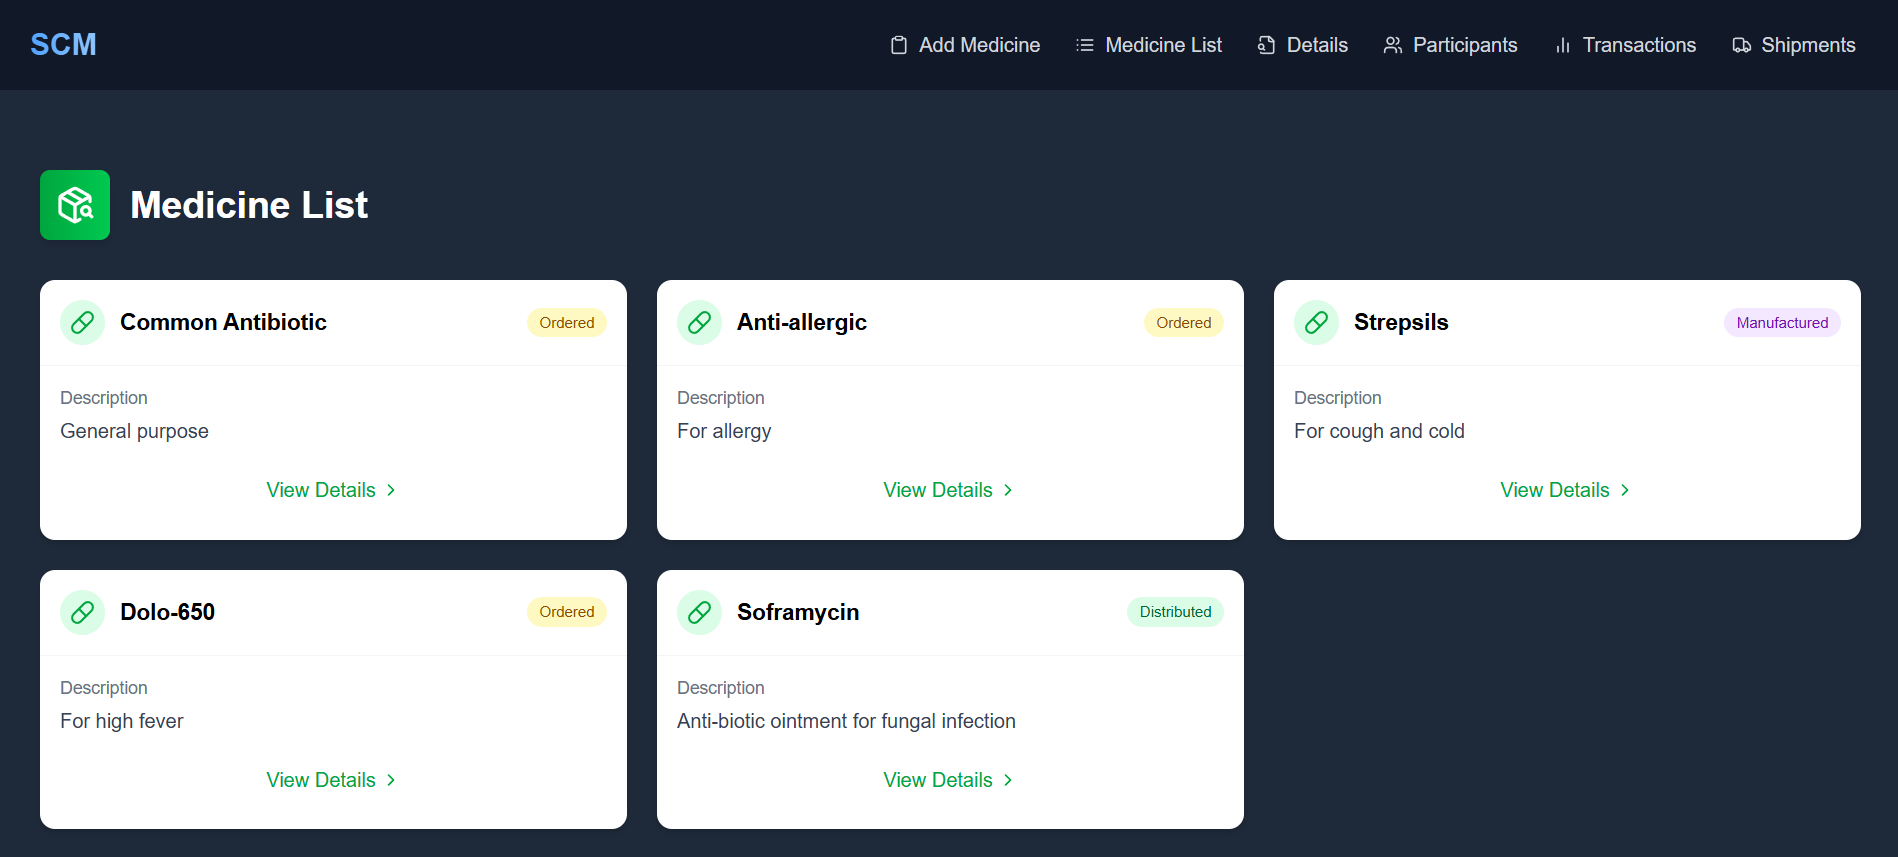 SCM
Add Medicine
Medicine List
Details
Participants
Transactions
Shipments
Medicine List
Common Antibiotic
Ordered
Description
General purpose
View Details
Anti-allergic
Ordered
Description
For allergy
View Details
Strepsils
Manufactured
Description
For cough and cold
View Details
Dolo-650
Ordered
Description
For high fever
View Details
Soframycin
Distributed
Description
Anti-biotic ointment for fungal infection
View Details